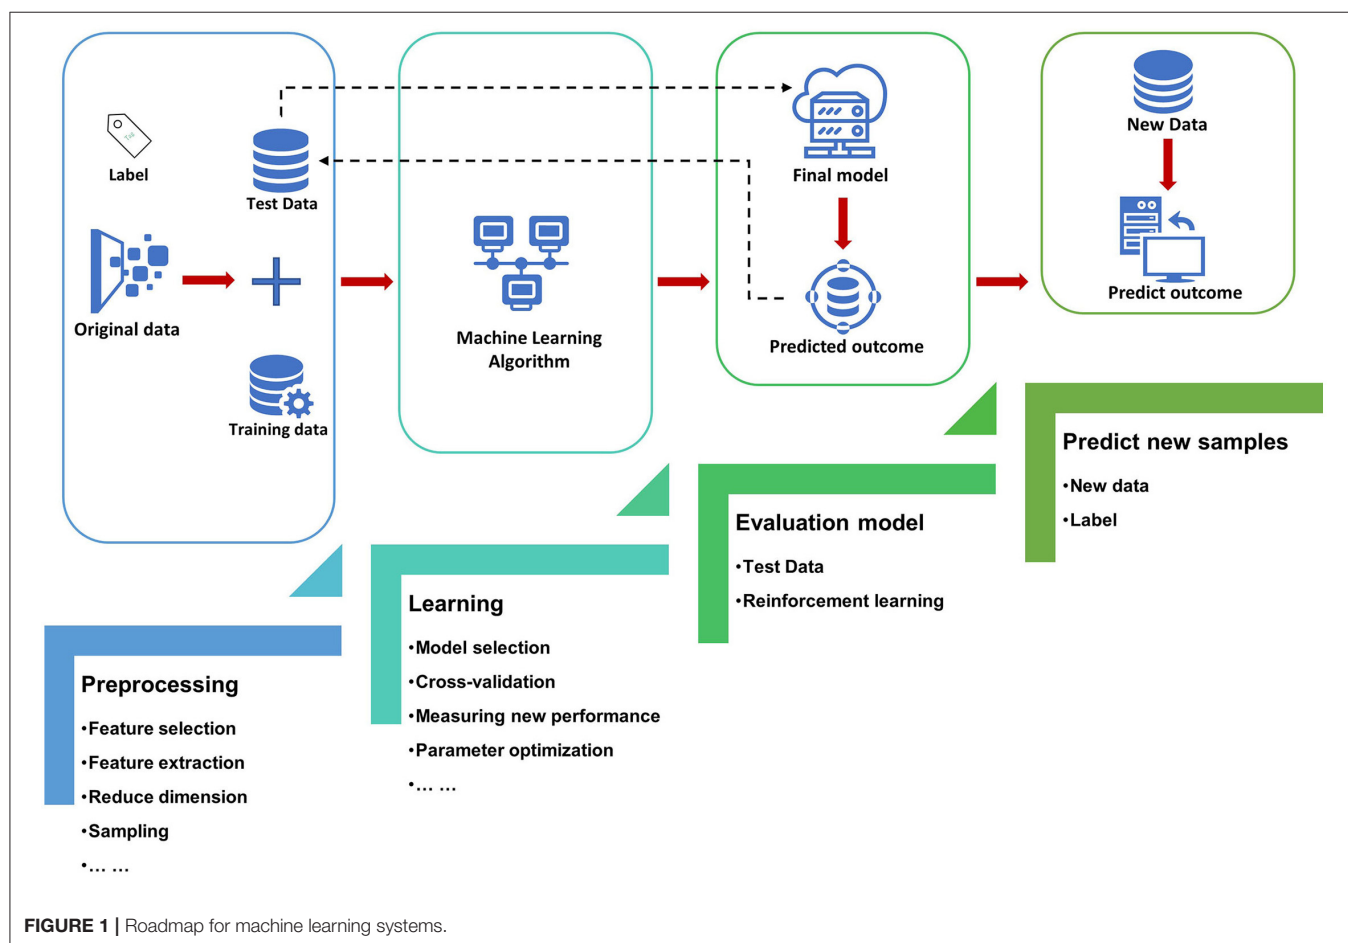 Label
Test Data
Original data
Training data
Machine Learning
Algorithm
Final model
Predicted outcome
New Data
Predict outcome
Preprocessing
•Feature selection
•Feature extraction
•Reduce dimension
•Sampling
•... ...
Learning
•Model selection
•Cross-validation
•Measuring new performance
•Parameter optimization
•... ...
Evaluation model
•Test Data
•Reinforcement learning
Predict new samples
•New data
•Label
FIGURE 1 | Roadmap for machine learning systems.